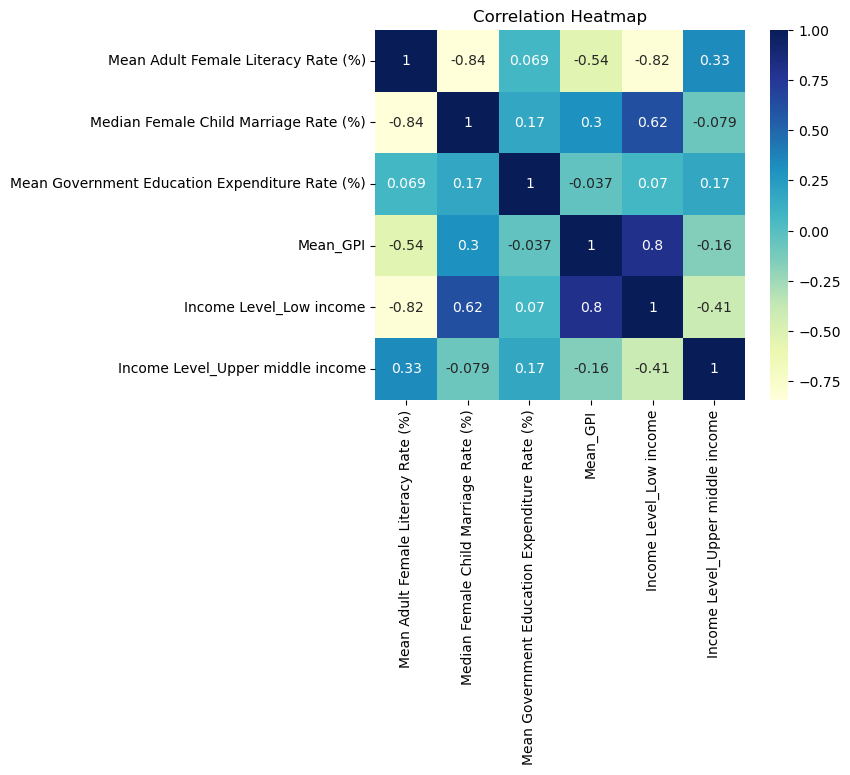 Correlation Heatmap
Mean Adult Female Literacy Rate (%) 1 -0.84 0.069 -0.54 -0.82 0.33
Median Female Child Marriage Rate (%) -0.84 1 0.17 0.3 0.62 -0.079
Mean Government Education Expenditure Rate (%) 0.069 0.17 1 -0.037 0.07 0.17
Mean_GPI -0.54 0.3 -0.037 1 0.8 -0.16
Income Level_Low income -0.82 0.62 0.07 0.8 1 -0.41
Income Level_Upper middle income 0.33 -0.079 0.17 -0.16 -0.41 1
Mean Adult Female Literacy Rate (%)
Median Female Child Marriage Rate (%)
Mean Government Education Expenditure Rate (%)
Mean_GPI
Income Level_Low income
Income Level_Upper middle income
1.00
0.75
0.50
0.25
0.00
−0.25
−0.50
−0.75